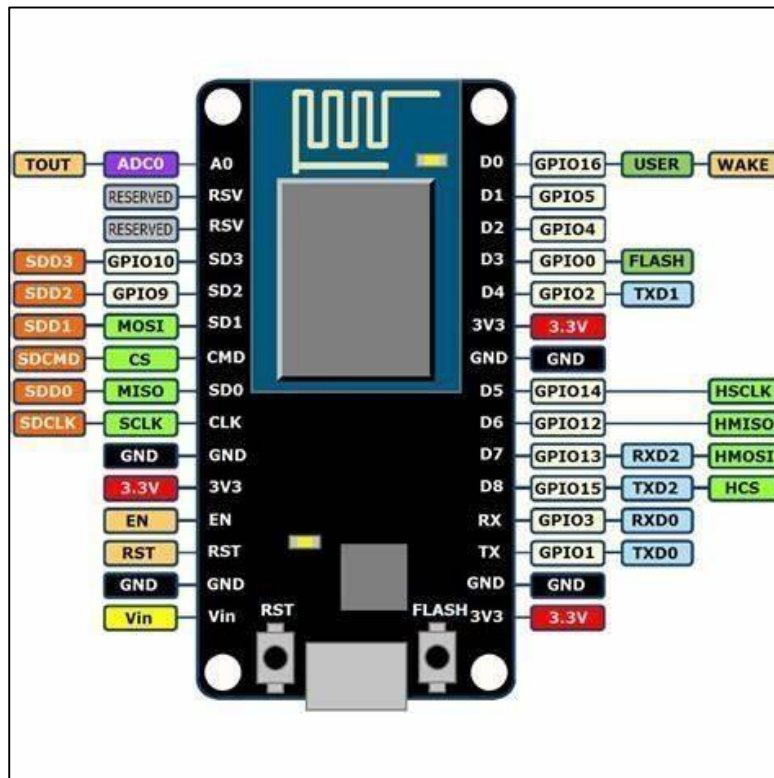 TOUT ADC0 A0 D0 GPIO16 USER WAKE
RESERVED RSV D1 GPIO5
RESERVED RSV D2 GPIO4
SDD3 GPIO10 SD3 D3 GPIO0 FLASH
SDD2 GPIO9 SD2 D4 GPIO2 TXD1
SDD1 MOSI SD1 3V3 3.3V
SDCMD CS CMD GND GND
SDD0 MISO SD0 D5 GPIO14 HSCLK
SDCLK SCLK CLK D6 GPIO12 HMISO
GND GND D7 GPIO13 RXD2 HMOSI
3.3V 3V3 D8 GPIO15 TXD2 HCS
EN EN RX GPIO3 RXD0
RST RST TX GPIO1 TXD0
GND GND GND GND
Vin Vin RST FLASH 3V3 3.3V